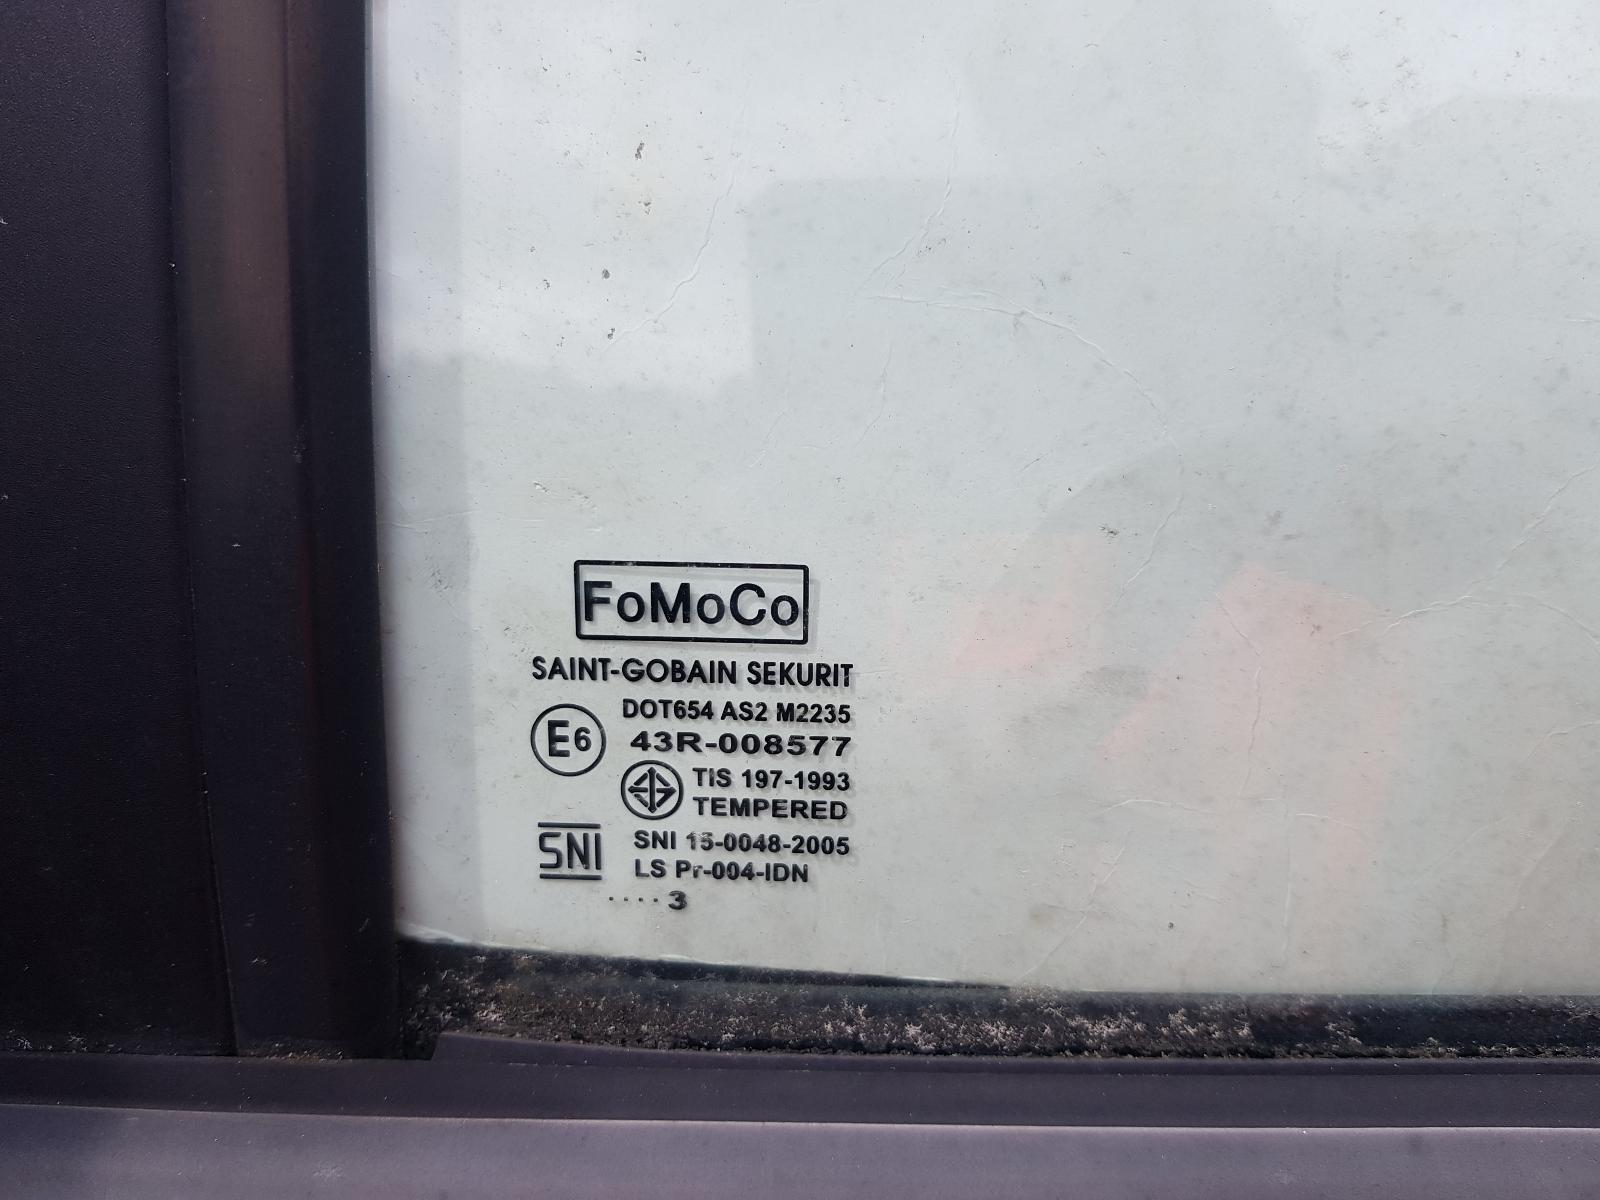 FoMoCo
SAINT-GOBAIN SEKURIT
DOT654 AS2 M2235
E6 43R-008577
TIS 197-1993
TEMPERED
SNI SNI 15-0048-2005
LS Pr-004-IDN
....3